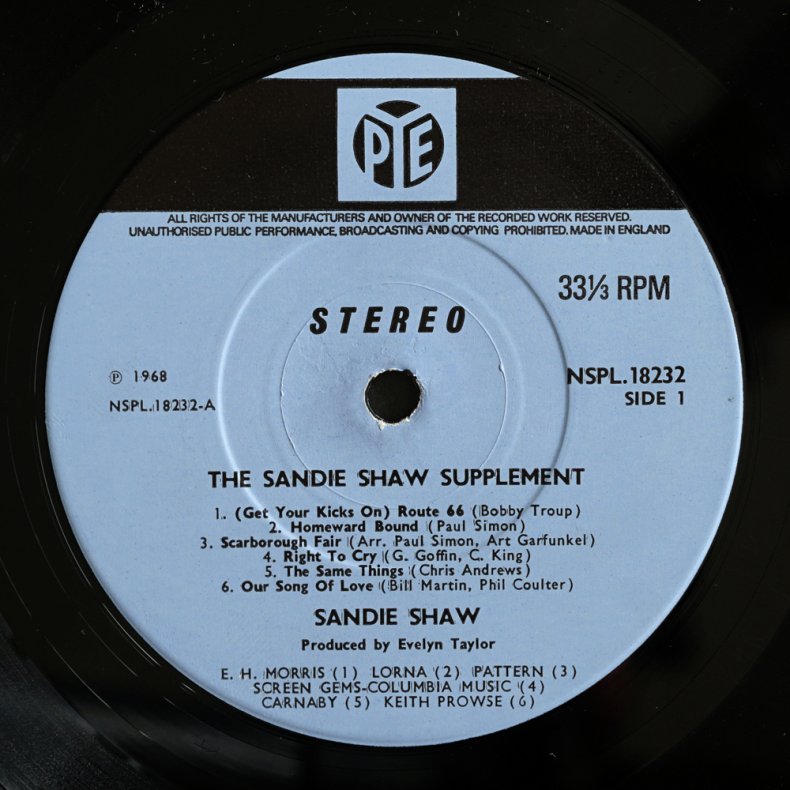 PYE
ALL RIGHTS OF THE MANUFACTURERS AND OWNER OF THE RECORDED WORK RESERVED.
UNAUTHORISED PUBLIC PERFORMANCE, BROADCASTING AND COPYING PROHIBITED. MADE IN ENGLAND
33⅓ RPM
STEREO
℗ 1968
NSPL.18232-A
NSPL.18232
SIDE 1
THE SANDIE SHAW SUPPLEMENT
1. (Get Your Kicks On) Route 66 (Bobby Troup)
2. Homeward Bound (Paul Simon)
3. Scarborough Fair (Arr. Paul Simon, Art Garfunkel)
4. Right To Cry (G. Goffin, C. King)
5. The Same Things (Chris Andrews)
6. Our Song Of Love (Bill Martin, Phil Coulter)
SANDIE SHAW
Produced by Evelyn Taylor
E. H. MORRIS (1) LORNA (2) PATTERN (3)
SCREEN GEMS-COLUMBIA MUSIC (4)
CARNABY (5) KEITH PROWSE (6)